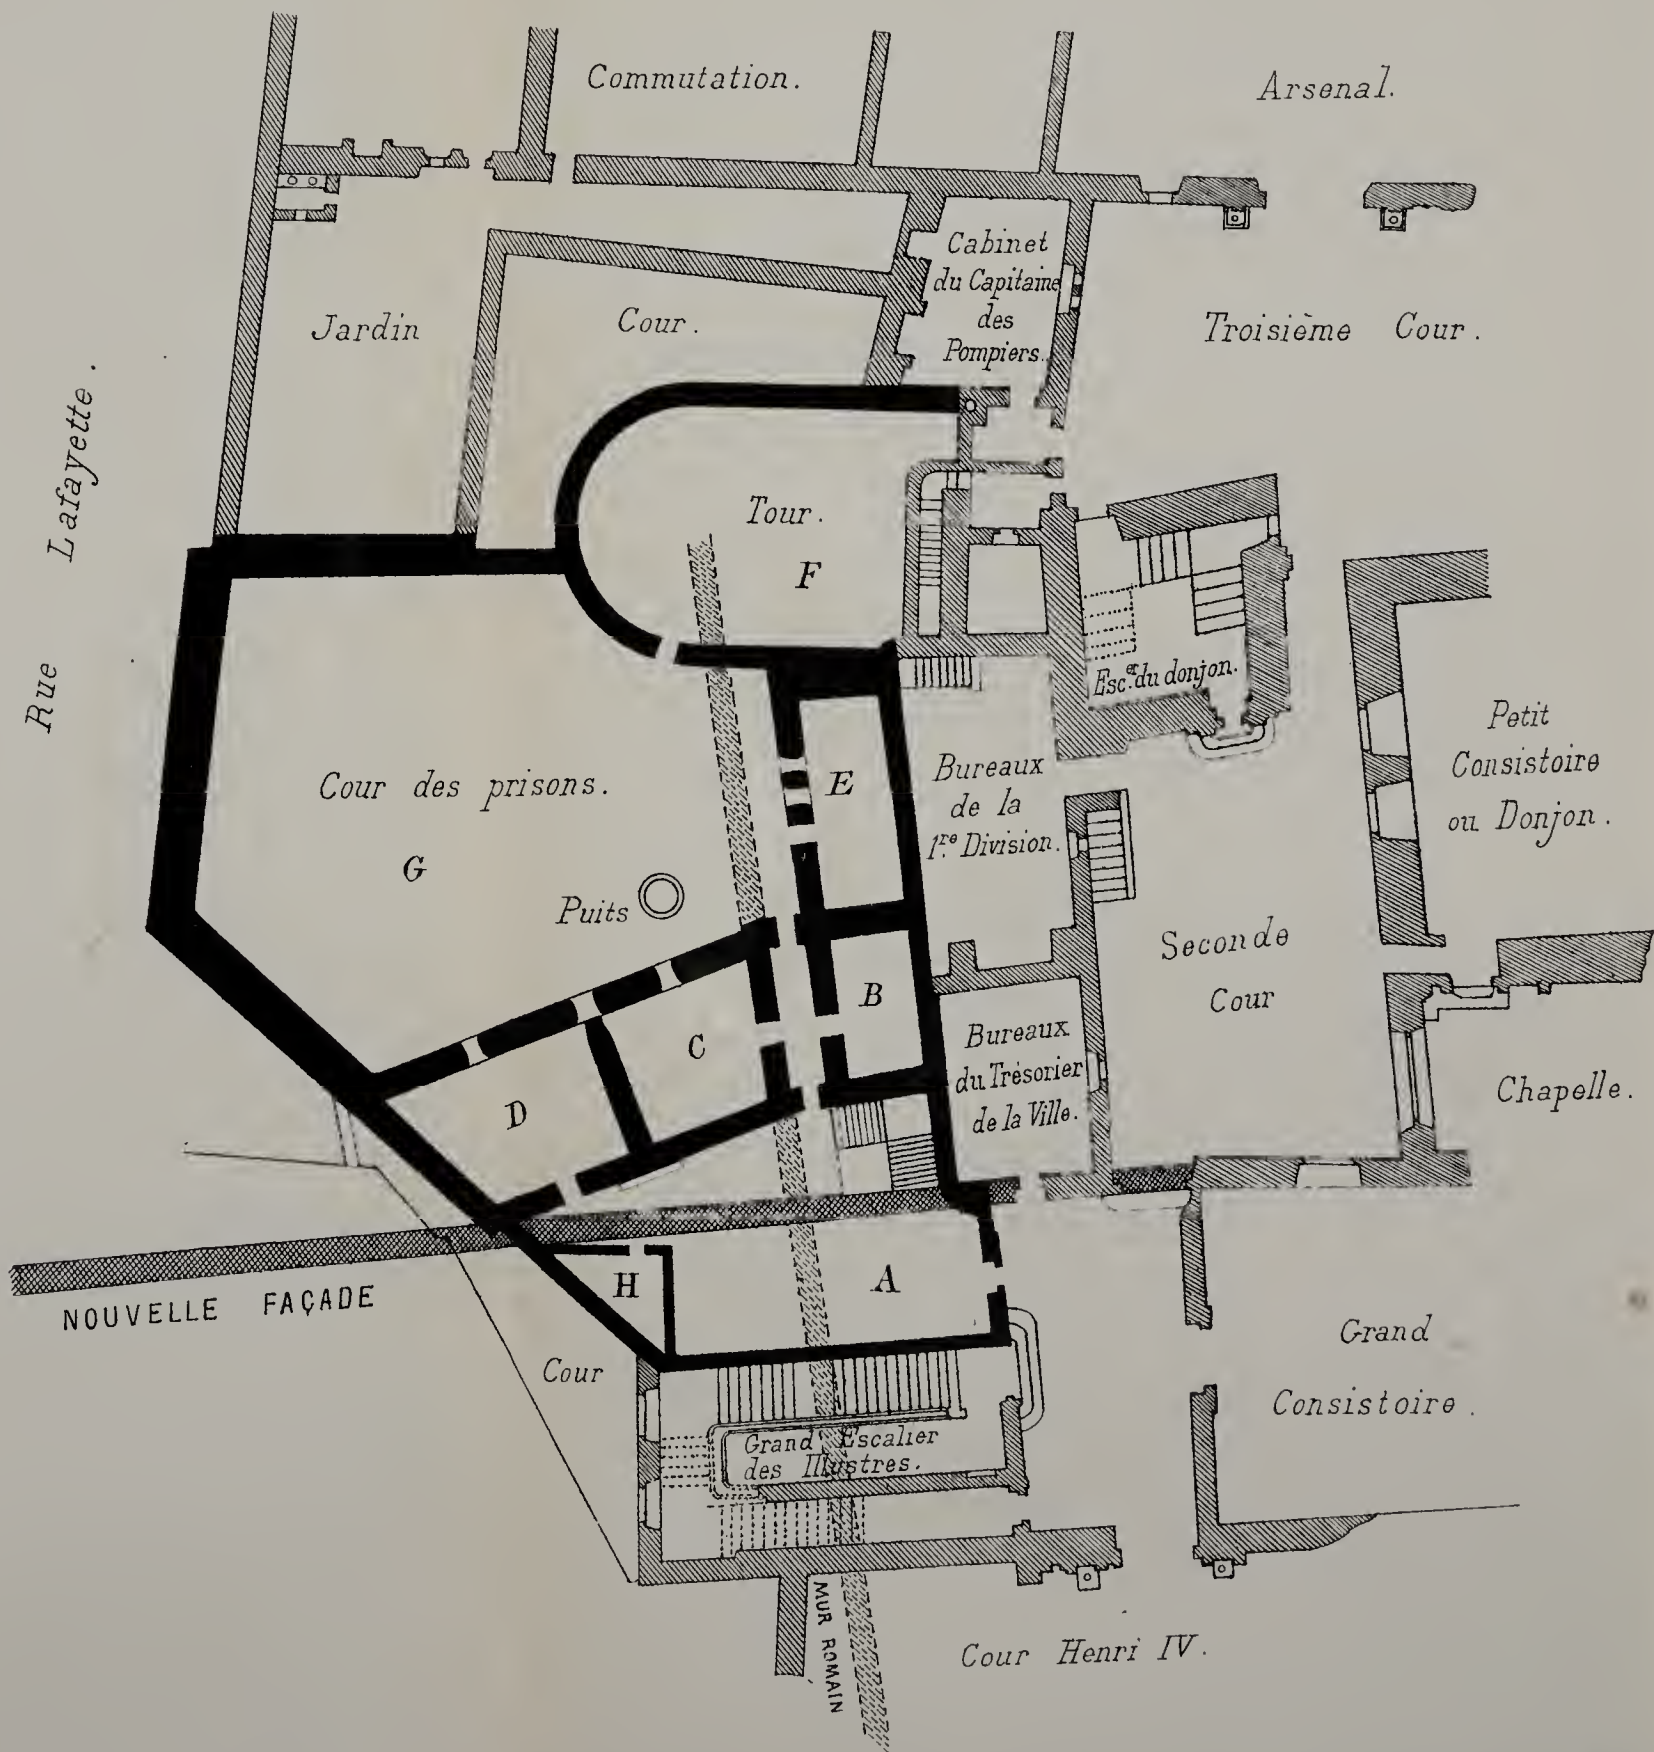 Commutation.
Arsenal.
Cabinet
du Capitaine
des
Pompiers.
Jardin
Cour.
Troisième Cour.
Rue Lafayette.
Tour.
F
Esc.er du donjon.
Petit
Consistoire
ou Donjon.
Cour des prisons.
G
E
Bureaux
de la
1.re Division.
Puits
Seconde
Cour
B
C
D
Bureaux
du Trésorier
de la Ville.
Chapelle.
NOUVELLE FAÇADE
H
A
Cour
Grand
Consistoire.
Grand Escalier
des Illustres.
MUR ROMAIN
Cour Henri IV.